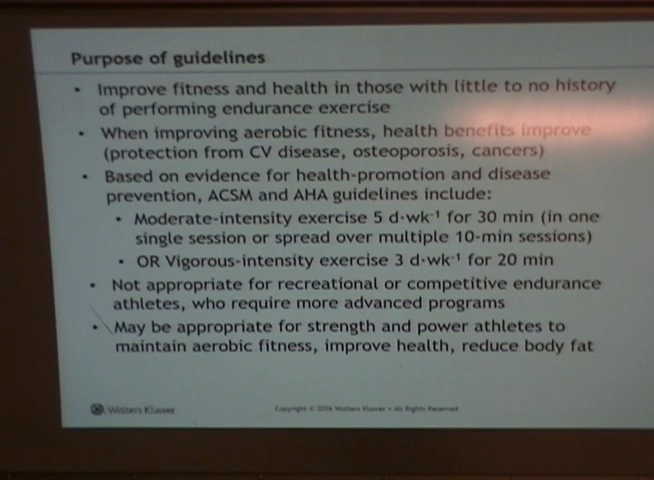 Purpose of guidelines
• Improve fitness and health in those with little to no history
of performing endurance exercise
• When improving aerobic fitness, health benefits improve
(protection from CV disease, osteoporosis, cancers)
• Based on evidence for health-promotion and disease
prevention, ACSM and AHA guidelines include:
• Moderate-intensity exercise 5 d·wk⁻¹ for 30 min (in one
single session or spread over multiple 10-min sessions)
• OR Vigorous-intensity exercise 3 d·wk⁻¹ for 20 min
• Not appropriate for recreational or competitive endurance
athletes, who require more advanced programs
• May be appropriate for strength and power athletes to
maintain aerobic fitness, improve health, reduce body fat
Wolters Kluwer
Copyright © 2016 Wolters Kluwer • All Rights Reserved